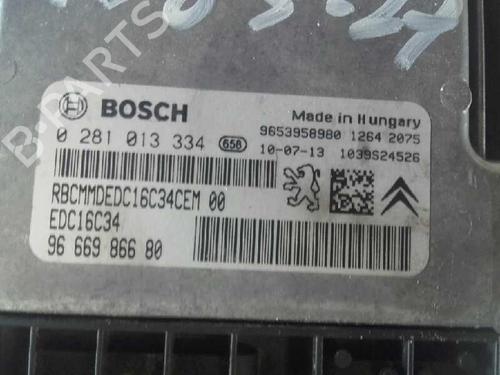 BOSCH
Made in Hungary
0 281 013 334 656
9653958980 1264 2075
10-07-13 1039S24526
RBCMMDEDC16C34CEM 00
EDC16C34
96 669 866 80
B-PARTS